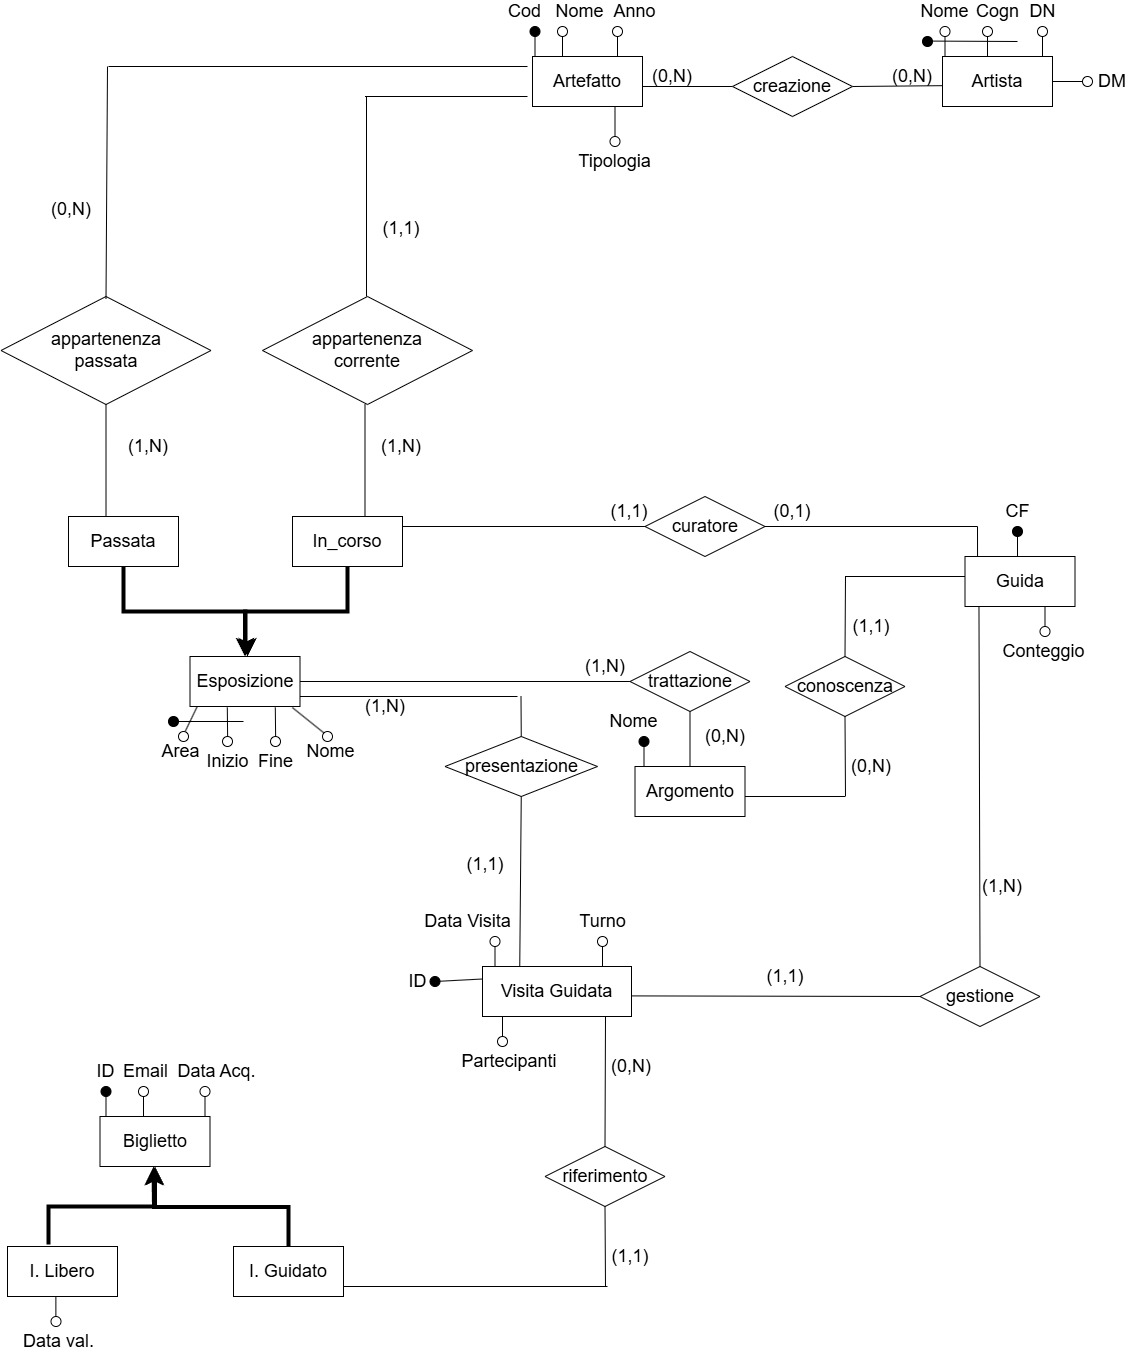 Cod Nome Anno
Nome Cogn DN
Artefatto
(0,N)
creazione
(0,N)
Artista
DM
Tipologia
(0,N)
(1,1)
appartenenza
passata
appartenenza
corrente
(1,N)
(1,N)
Passata
In_corso
(1,1)
curatore
(0,1)
CF
Guida
Conteggio
(1,1)
Esposizione
(1,N)
trattazione
conoscenza
(1,N)
Area
Inizio
Fine
Nome
Nome
(0,N)
presentazione
(0,N)
Argomento
(1,1)
(1,N)
Data Visita
Turno
ID
Visita Guidata
(1,1)
gestione
Partecipanti
(0,N)
ID Email Data Acq.
Biglietto
riferimento
(1,1)
I. Libero
I. Guidato
Data val.